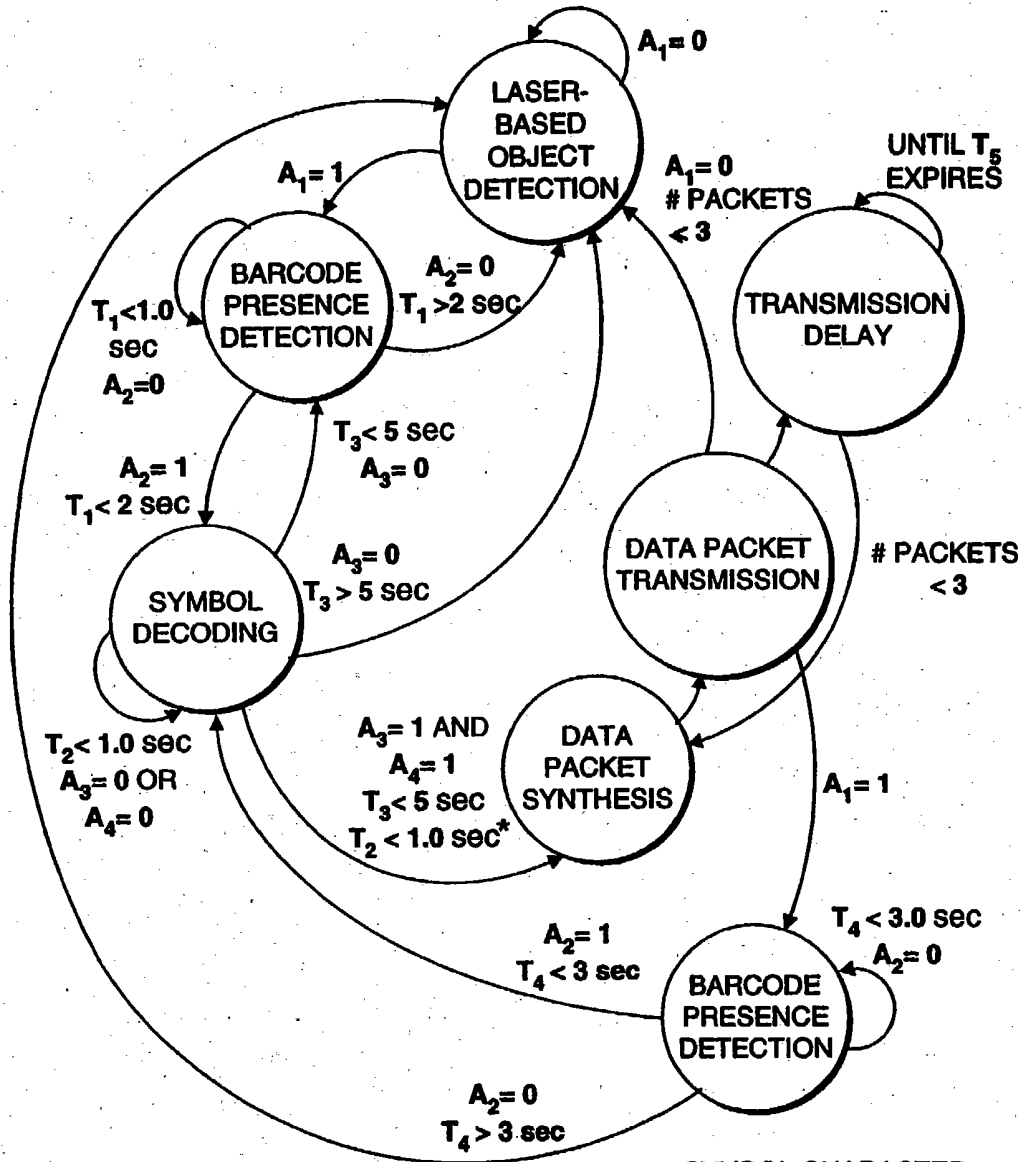 A₁= 0
LASER-
BASED
OBJECT
DETECTION
UNTIL T₅
EXPIRES
A₁= 1
A₁= 0
# PACKETS
< 3
BARCODE
PRESENCE
DETECTION
A₂= 0
T₁ >2 sec
TRANSMISSION
DELAY
T₁<1.0
sec
A₂=0
T₃< 5 sec
A₃= 0
A₂= 1
T₁< 2 sec
DATA PACKET
TRANSMISSION
# PACKETS
< 3
A₃= 0
T₃ > 5 sec
SYMBOL
DECODING
T₂< 1.0 sec
A₃= 0 OR
A₄= 0
A₃= 1 AND
A₄= 1
T₃< 5 sec
T₂ < 1.0 sec*
DATA
PACKET
SYNTHESIS
A₁= 1
T₄ < 3.0 sec
A₂= 0
A₂= 1
T₄ < 3 sec
BARCODE
PRESENCE
DETECTION
A₂= 0
T₄ > 3 sec